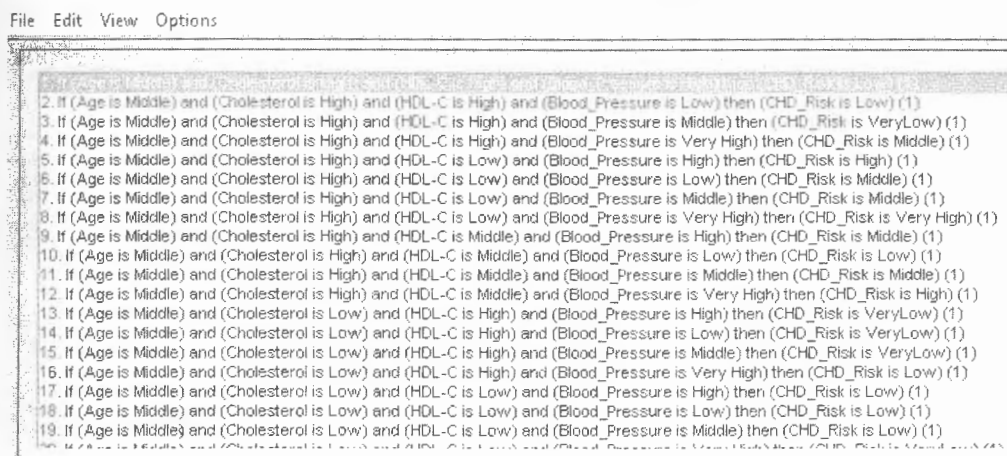 File Edit View Options
2. If (Age is Middle) and (Cholesterol is High) and (HDL-C is High) and (Blood_Pressure is Low) then (CHD_Risk is Low) (1)
3. If (Age is Middle) and (Cholesterol is High) and (HDL-C is High) and (Blood_Pressure is Middle) then (CHD_Risk is VeryLow) (1)
4. If (Age is Middle) and (Cholesterol is High) and (HDL-C is High) and (Blood_Pressure is Very High) then (CHD_Risk is Middle) (1)
5. If (Age is Middle) and (Cholesterol is High) and (HDL-C is Low) and (Blood_Pressure is High) then (CHD_Risk is High) (1)
6. If (Age is Middle) and (Cholesterol is High) and (HDL-C is Low) and (Blood_Pressure is Low) then (CHD_Risk is Middle) (1)
7. If (Age is Middle) and (Cholesterol is High) and (HDL-C is Low) and (Blood_Pressure is Middle) then (CHD_Risk is Middle) (1)
8. If (Age is Middle) and (Cholesterol is High) and (HDL-C is Low) and (Blood_Pressure is Very High) then (CHD_Risk is Very High) (1)
9. If (Age is Middle) and (Cholesterol is High) and (HDL-C is Middle) and (Blood_Pressure is High) then (CHD_Risk is Middle) (1)
10. If (Age is Middle) and (Cholesterol is High) and (HDL-C is Middle) and (Blood_Pressure is Low) then (CHD_Risk is Low) (1)
11. If (Age is Middle) and (Cholesterol is High) and (HDL-C is Middle) and (Blood_Pressure is Middle) then (CHD_Risk is Middle) (1)
12. If (Age is Middle) and (Cholesterol is High) and (HDL-C is Middle) and (Blood_Pressure is Very High) then (CHD_Risk is High) (1)
13. If (Age is Middle) and (Cholesterol is Low) and (HDL-C is High) and (Blood_Pressure is High) then (CHD_Risk is VeryLow) (1)
14. If (Age is Middle) and (Cholesterol is Low) and (HDL-C is High) and (Blood_Pressure is Low) then (CHD_Risk is VeryLow) (1)
15. If (Age is Middle) and (Cholesterol is Low) and (HDL-C is High) and (Blood_Pressure is Middle) then (CHD_Risk is VeryLow) (1)
16. If (Age is Middle) and (Cholesterol is Low) and (HDL-C is High) and (Blood_Pressure is Very High) then (CHD_Risk is Low) (1)
17. If (Age is Middle) and (Cholesterol is Low) and (HDL-C is Low) and (Blood_Pressure is High) then (CHD_Risk is Low) (1)
18. If (Age is Middle) and (Cholesterol is Low) and (HDL-C is Low) and (Blood_Pressure is Low) then (CHD_Risk is Low) (1)
19. If (Age is Middle) and (Cholesterol is Low) and (HDL-C is Low) and (Blood_Pressure is Middle) then (CHD_Risk is Low) (1)